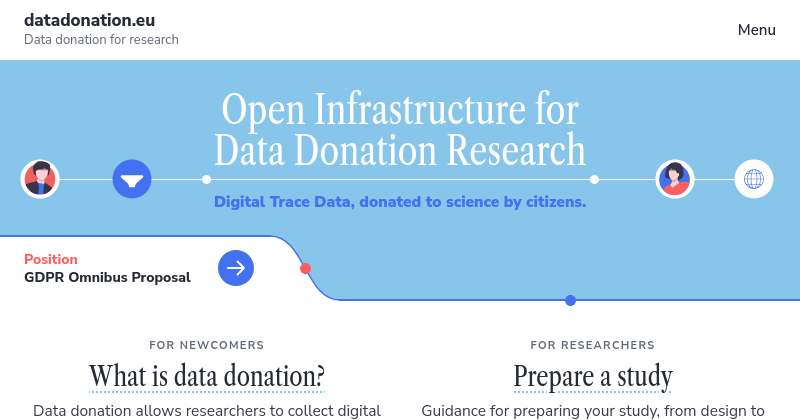 datadonation.eu
Data donation for research
Menu
Open Infrastructure for
Data Donation Research
Digital Trace Data, donated to science by citizens.
Position
GDPR Omnibus Proposal
FOR NEWCOMERS
What is data donation?
Data donation allows researchers to collect digital
FOR RESEARCHERS
Prepare a study
Guidance for preparing your study, from design to